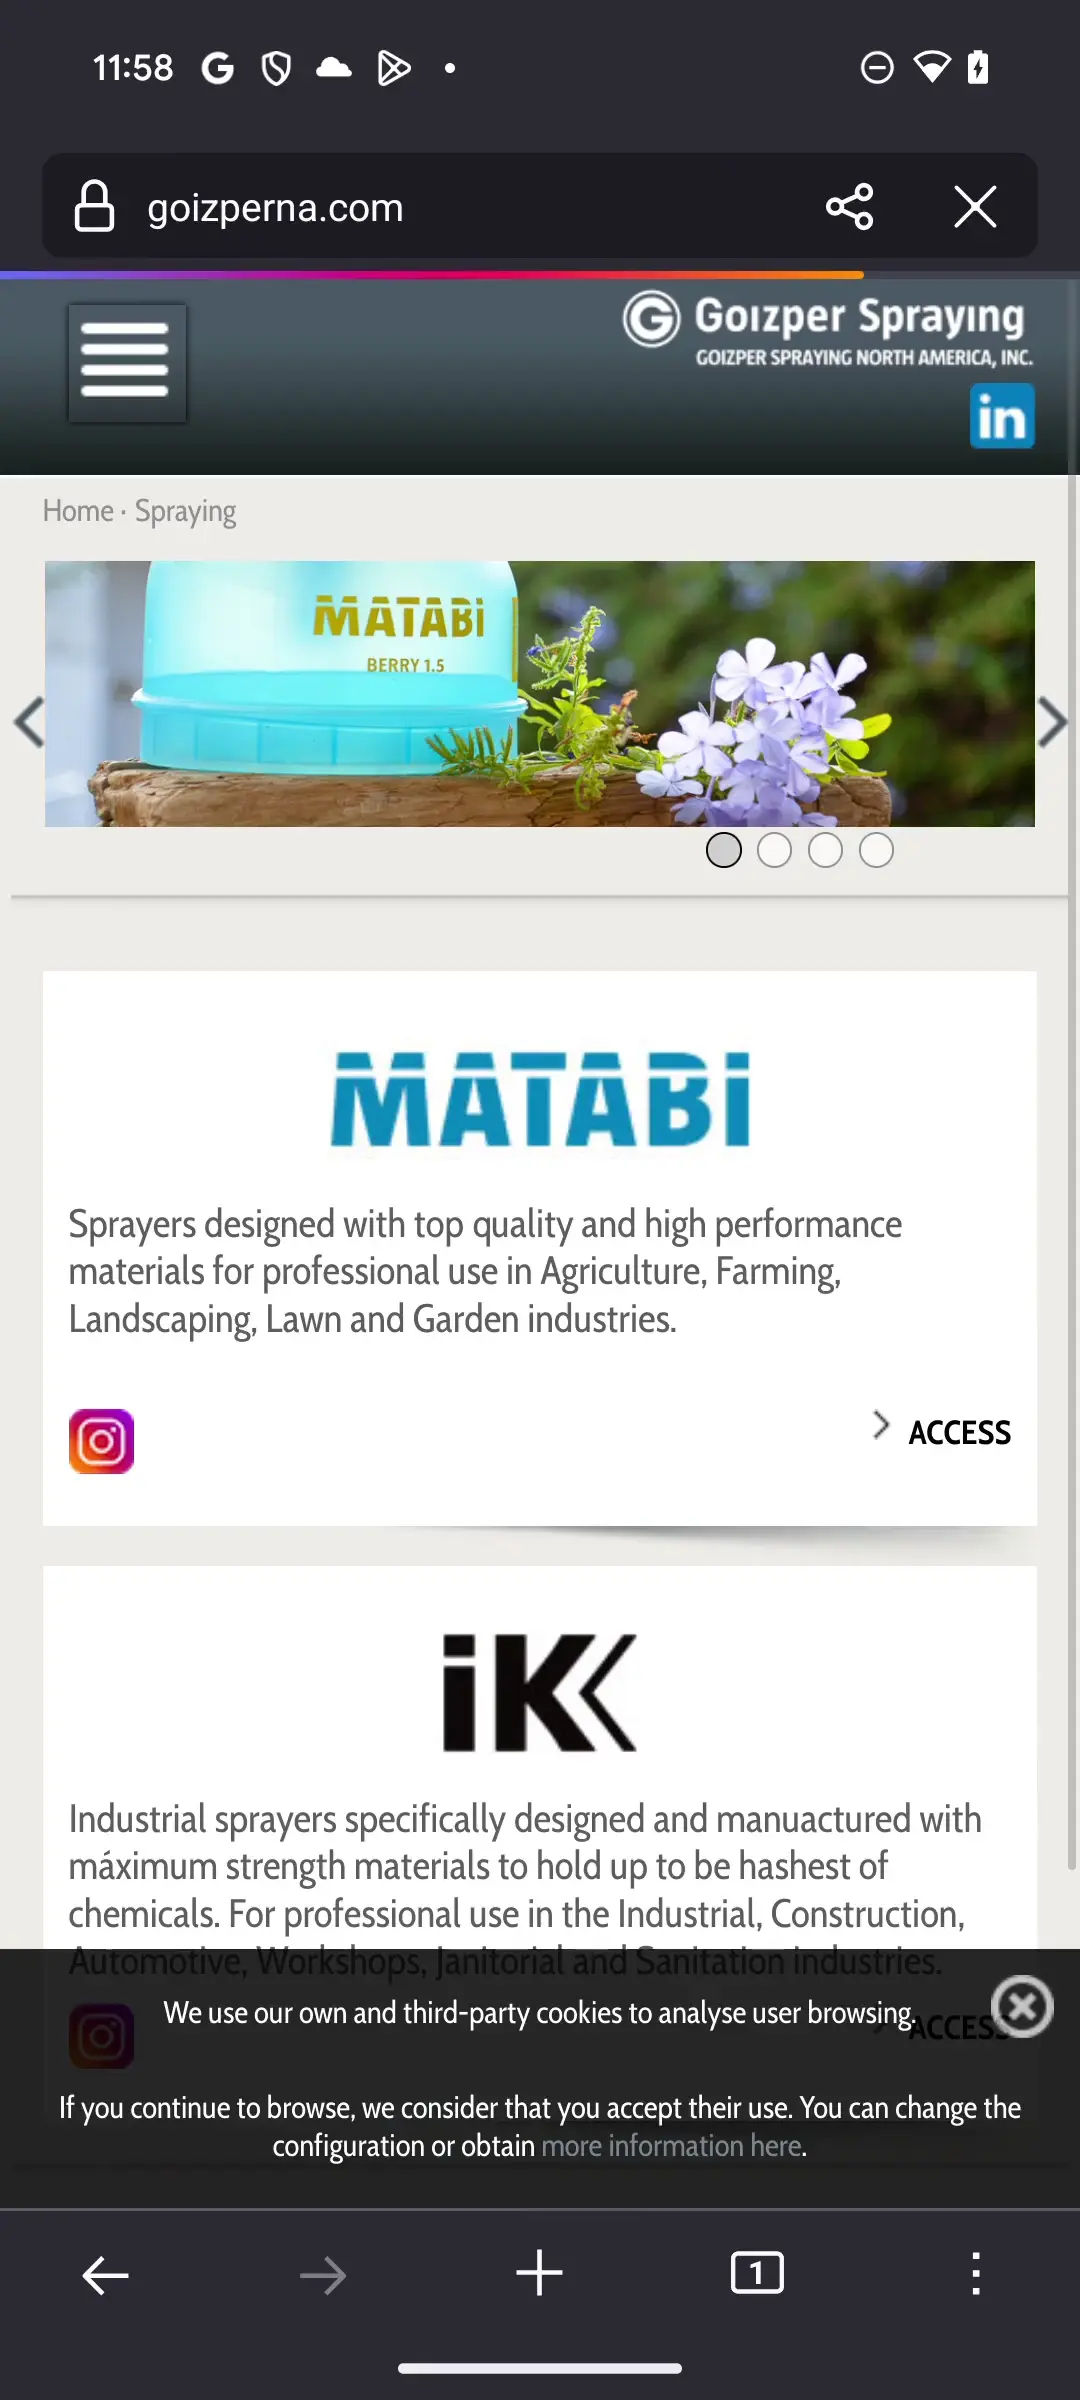 11:58
goizperna.com
Goizper Spraying
GOIZPER SPRAYING NORTH AMERICA, INC.
in
Home · Spraying
MATABi
BERRY 1.5
MATABi
Sprayers designed with top quality and high performance
materials for professional use in Agriculture, Farming,
Landscaping, Lawn and Garden industries.
ACCESS
iK
Industrial sprayers specifically designed and manuactured with
máximum strength materials to hold up to be hashest of
chemicals. For professional use in the Industrial, Construction,
Automotive, Workshops, Janitorial and Sanitation industries.
We use our own and third-party cookies to analyse user browsing.
ACCESS
If you continue to browse, we consider that you accept their use. You can change the
configuration or obtain more information here.
1